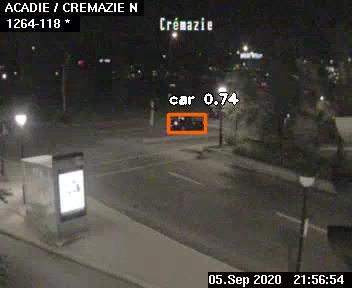 ACADIE / CREMAZIE N
1264-118 *
Crémazie
car 0.74
05.Sep 2020 21:56:54